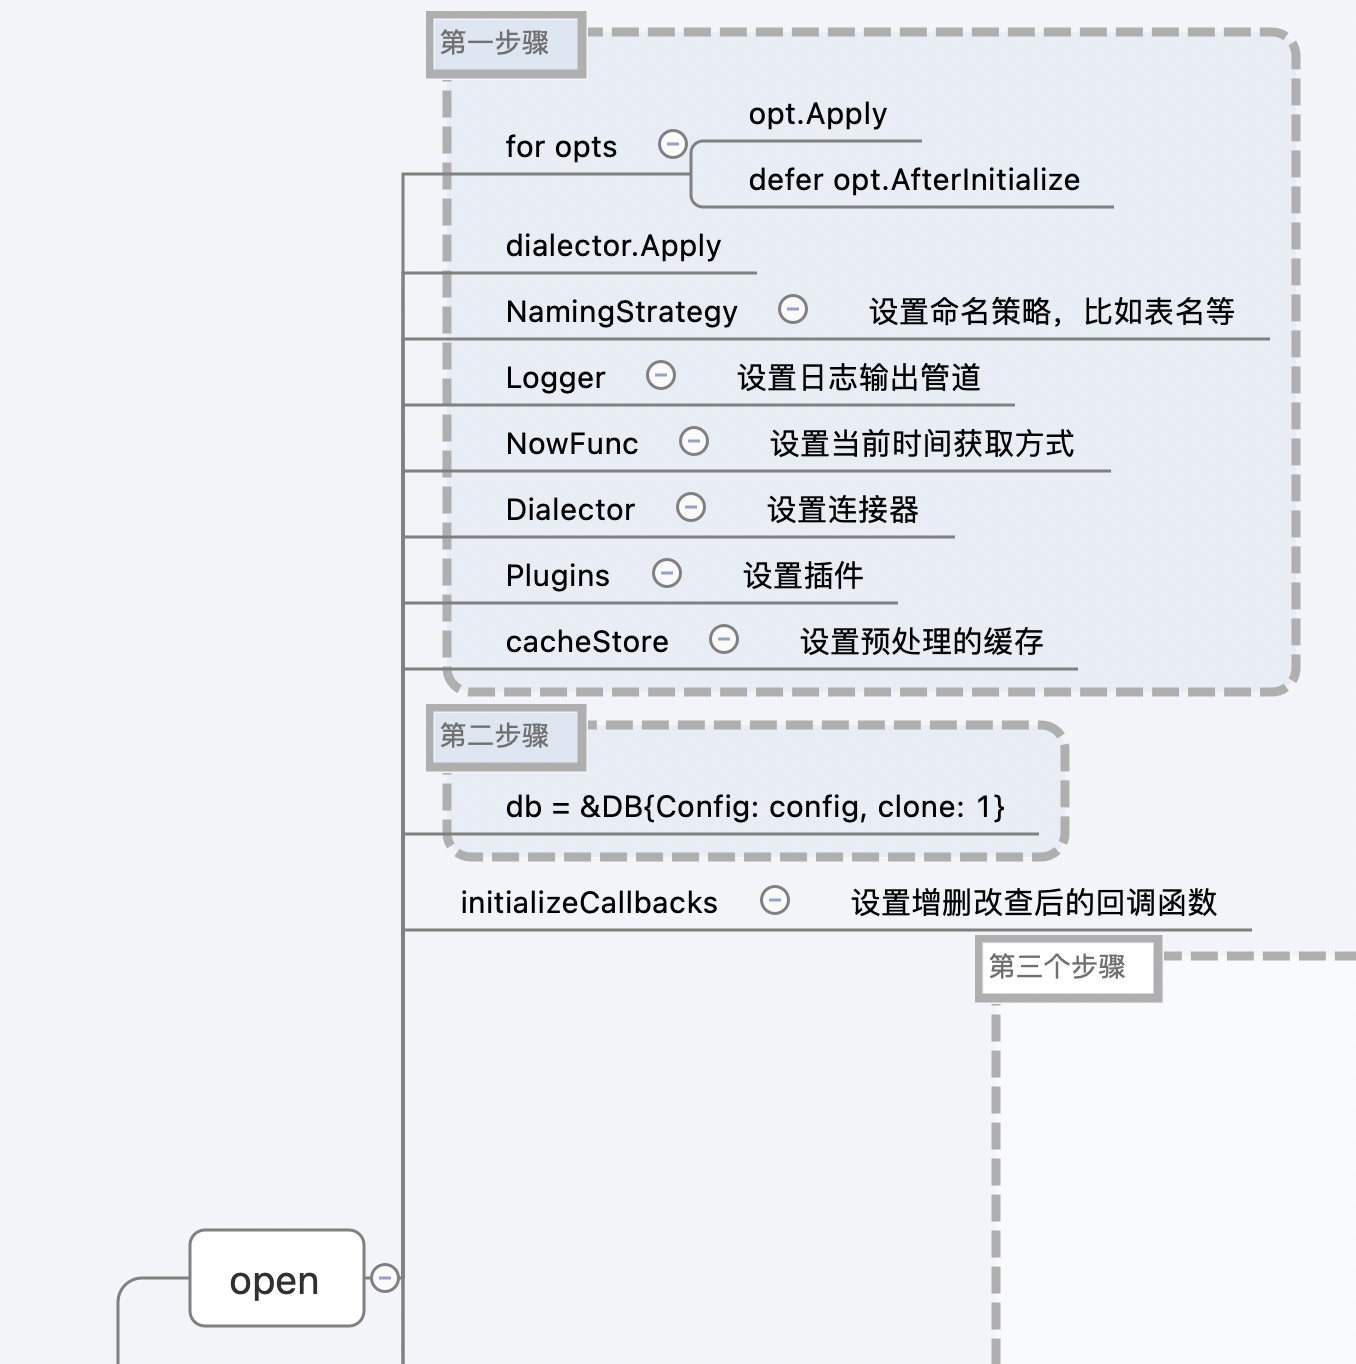 第一步骤
for opts
opt.Apply
defer opt.AfterInitialize
dialector.Apply
NamingStrategy 设置命名策略，比如表名等
Logger 设置日志输出管道
NowFunc 设置当前时间获取方式
Dialector 设置连接器
Plugins 设置插件
cacheStore 设置预处理的缓存
第二步骤
db = &DB{Config: config, clone: 1}
initializeCallbacks 设置增删改查后的回调函数
第三个步骤
open